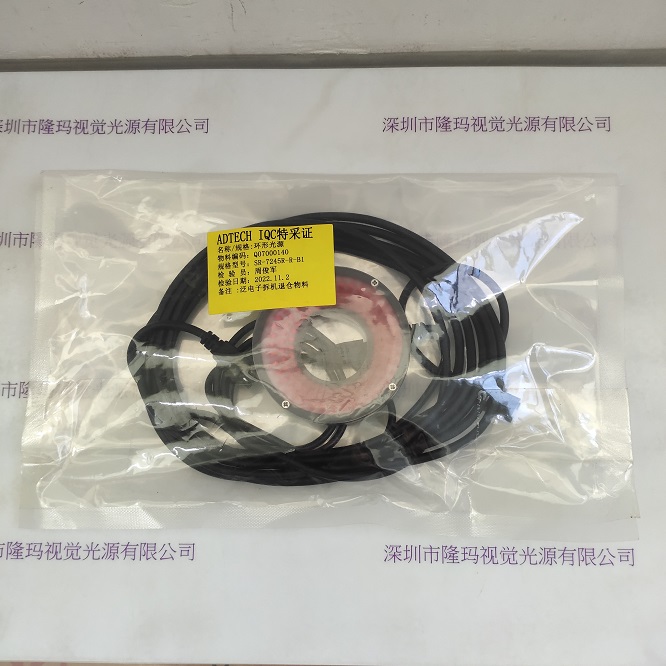 深圳市隆玛视觉光源有限公司
深圳市隆玛视觉光源有限公司
ADTECH IQC特采证
名称/规格:环形光源
物料编码: Q07000140
规格型号: SR-7245R-R-B1
检 验 员: 周俊军
检验日期: 2022.11.2
备注 :泛电子拆机退仓物料
市隆玛视觉光源有限公司
深圳市隆玛视觉光源有限公司